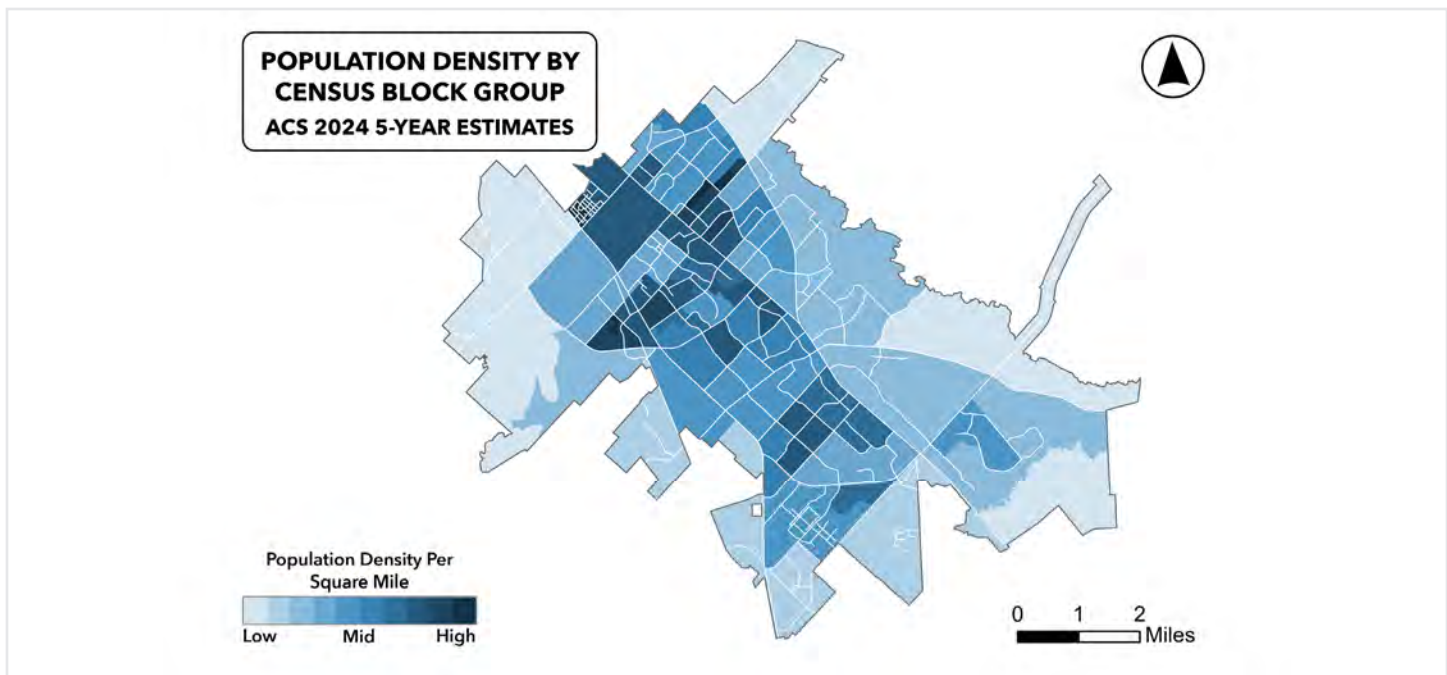 POPULATION DENSITY BY
CENSUS BLOCK GROUP
ACS 2024 5-YEAR ESTIMATES
Population Density Per
Square Mile
Low Mid High
0 1 2
Miles